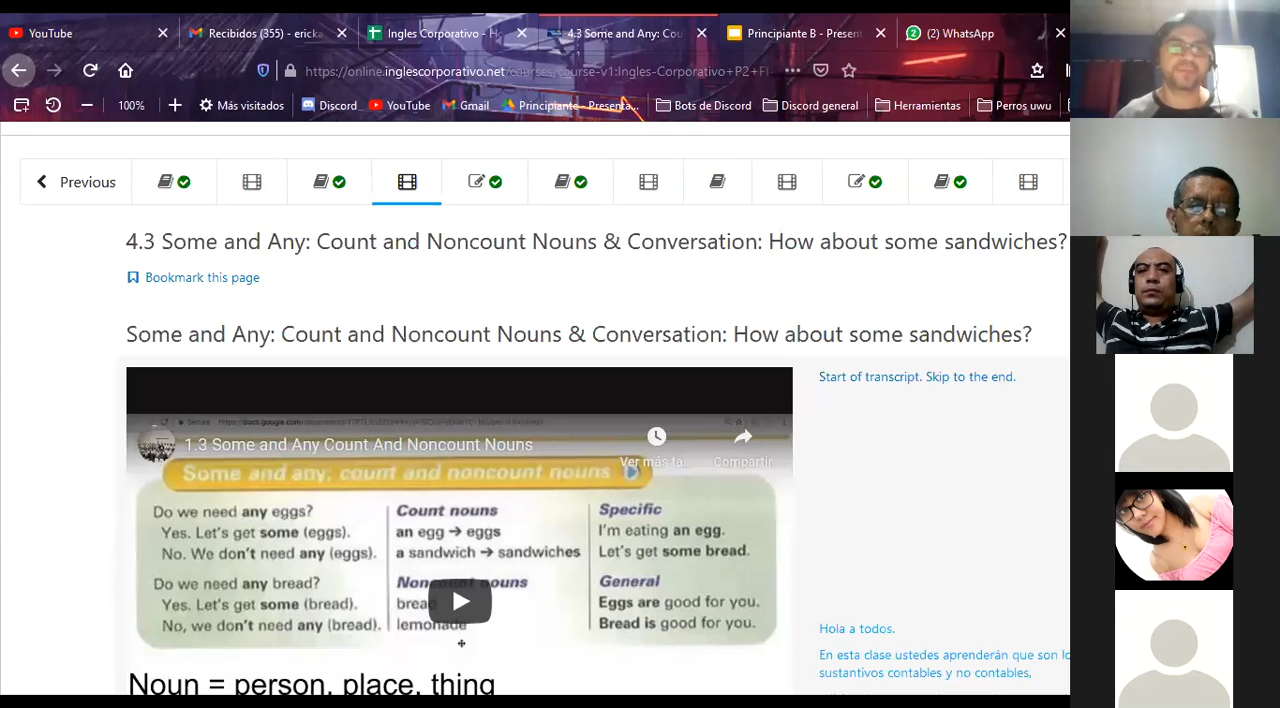 YouTube
Recibidos (355) - ericka
Ingles Corporativo - Ho
4.3 Some and Any: Cou
Principiante B - Present
(2) WhatsApp
https://online.inglescorporativo.net/courses/course-v1:Ingles-Corporativo+P2+FI-
100%
Más visitados
Discord
YouTube
Gmail
Principiante - Presenta...
Bots de Discord
Discord general
Herramientas
Perros uwu
Previous
4.3 Some and Any: Count and Noncount Nouns & Conversation: How about some sandwiches?
Bookmark this page
Some and Any: Count and Noncount Nouns & Conversation: How about some sandwiches?
1.3 Some and Any Count And Noncount Nouns
Ver más ta...
Compartir
Some and any; count and noncount nouns
Do we need any eggs?
Yes. Let's get some (eggs).
No. We don't need any (eggs).
Do we need any bread?
Yes. Let's get some (bread).
No, we don't need any (bread).
Count nouns
an egg → eggs
a sandwich → sandwiches
Noncount nouns
bread
lemonade
Specific
I'm eating an egg.
Let's get some bread.
General
Eggs are good for you.
Bread is good for you.
Noun = person, place, thing
Start of transcript. Skip to the end.
Hola a todos.
En esta clase ustedes aprenderán que son lo
sustantivos contables y no contables,